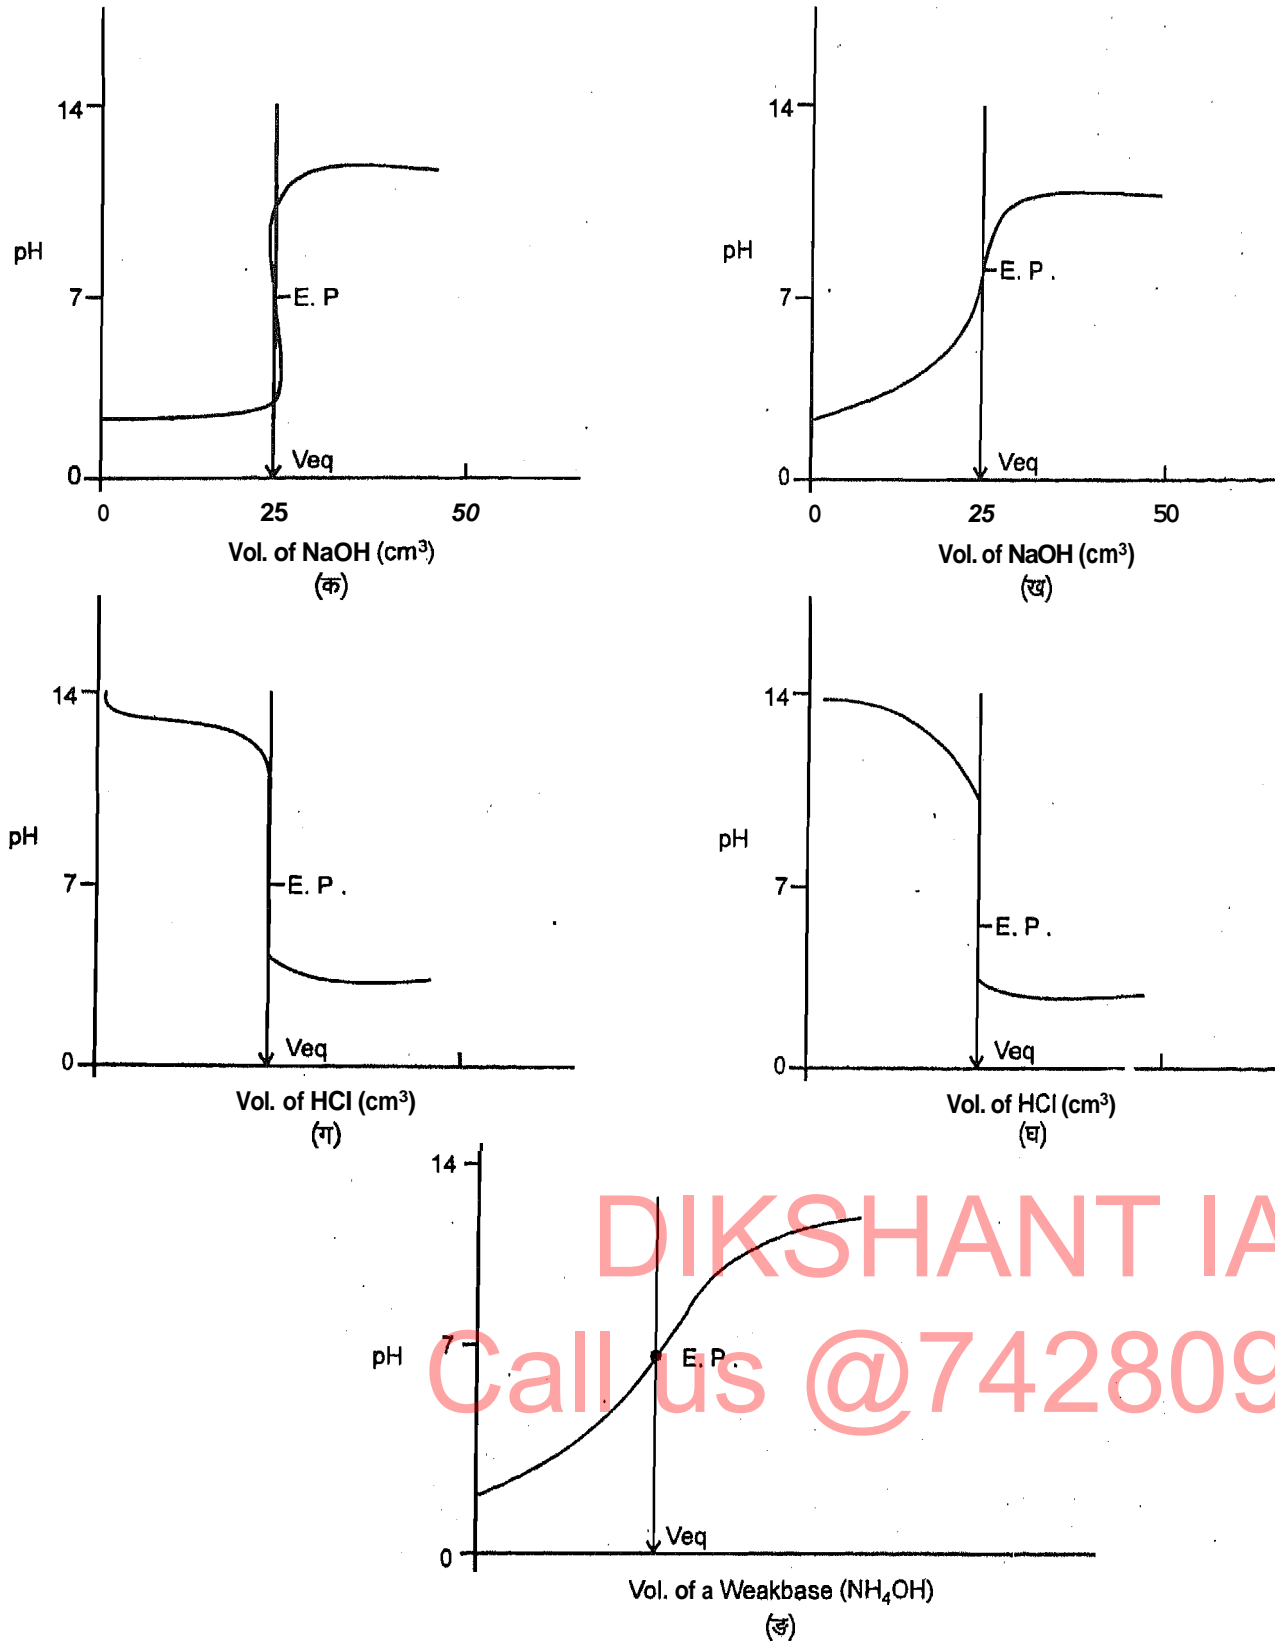 14
pH
7
E. P
0
Veq
0 25 50
Vol. of NaOH (cm³)
(क)
14
pH
E. P.
7
0
Veq
0 25 50
Vol. of NaOH (cm³)
(ख)
14
pH
7
E. P.
0
Veq
Vol. of HCl (cm³)
(ग)
14
pH
7
E. P.
0
Veq
Vol. of HCl (cm³)
(घ)
14
DIKSHANT IA
7
pH
E. P.
Call us @742809
Veq
0
Vol. of a Weakbase (NH₄OH)
(ङ)